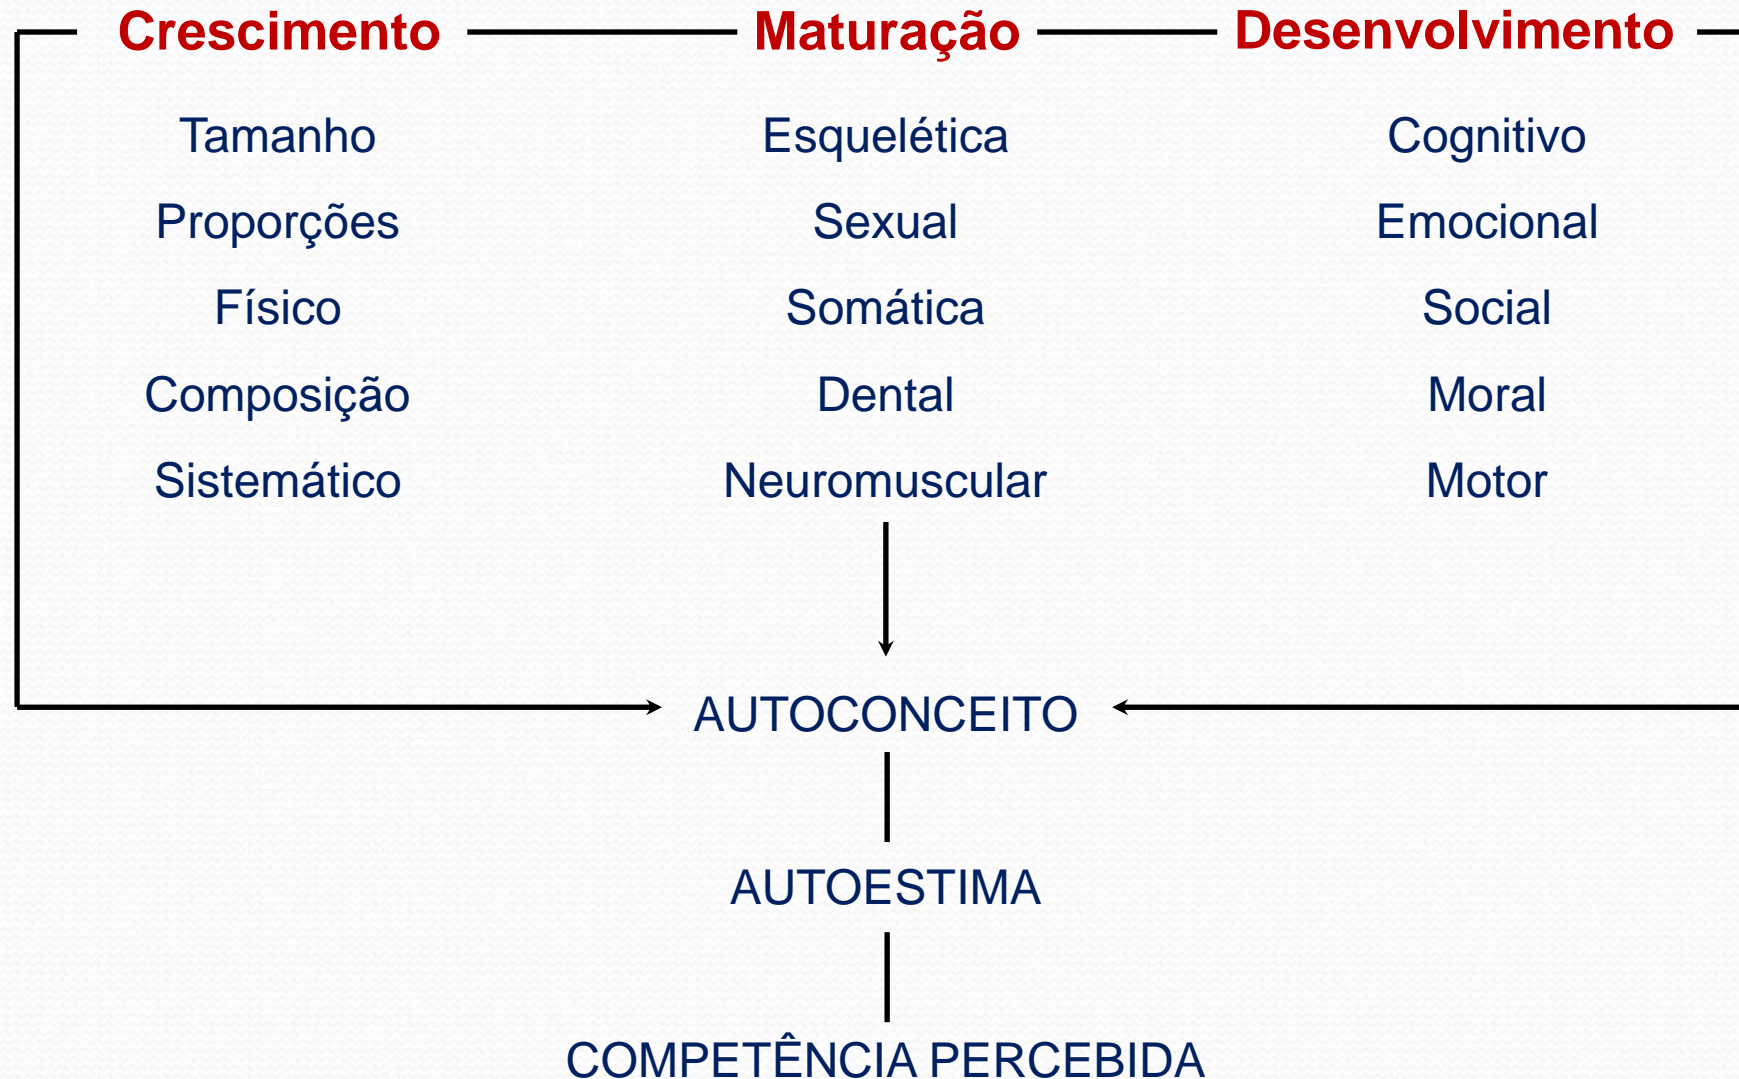 Crescimento Maturação Desenvolvimento
Tamanho Esquelética Cognitivo
Proporções Sexual Emocional
Físico Somática Social
Composição Dental Moral
Sistemático Neuromuscular Motor
AUTOCONCEITO
AUTOESTIMA
COMPETÊNCIA PERCEBIDA